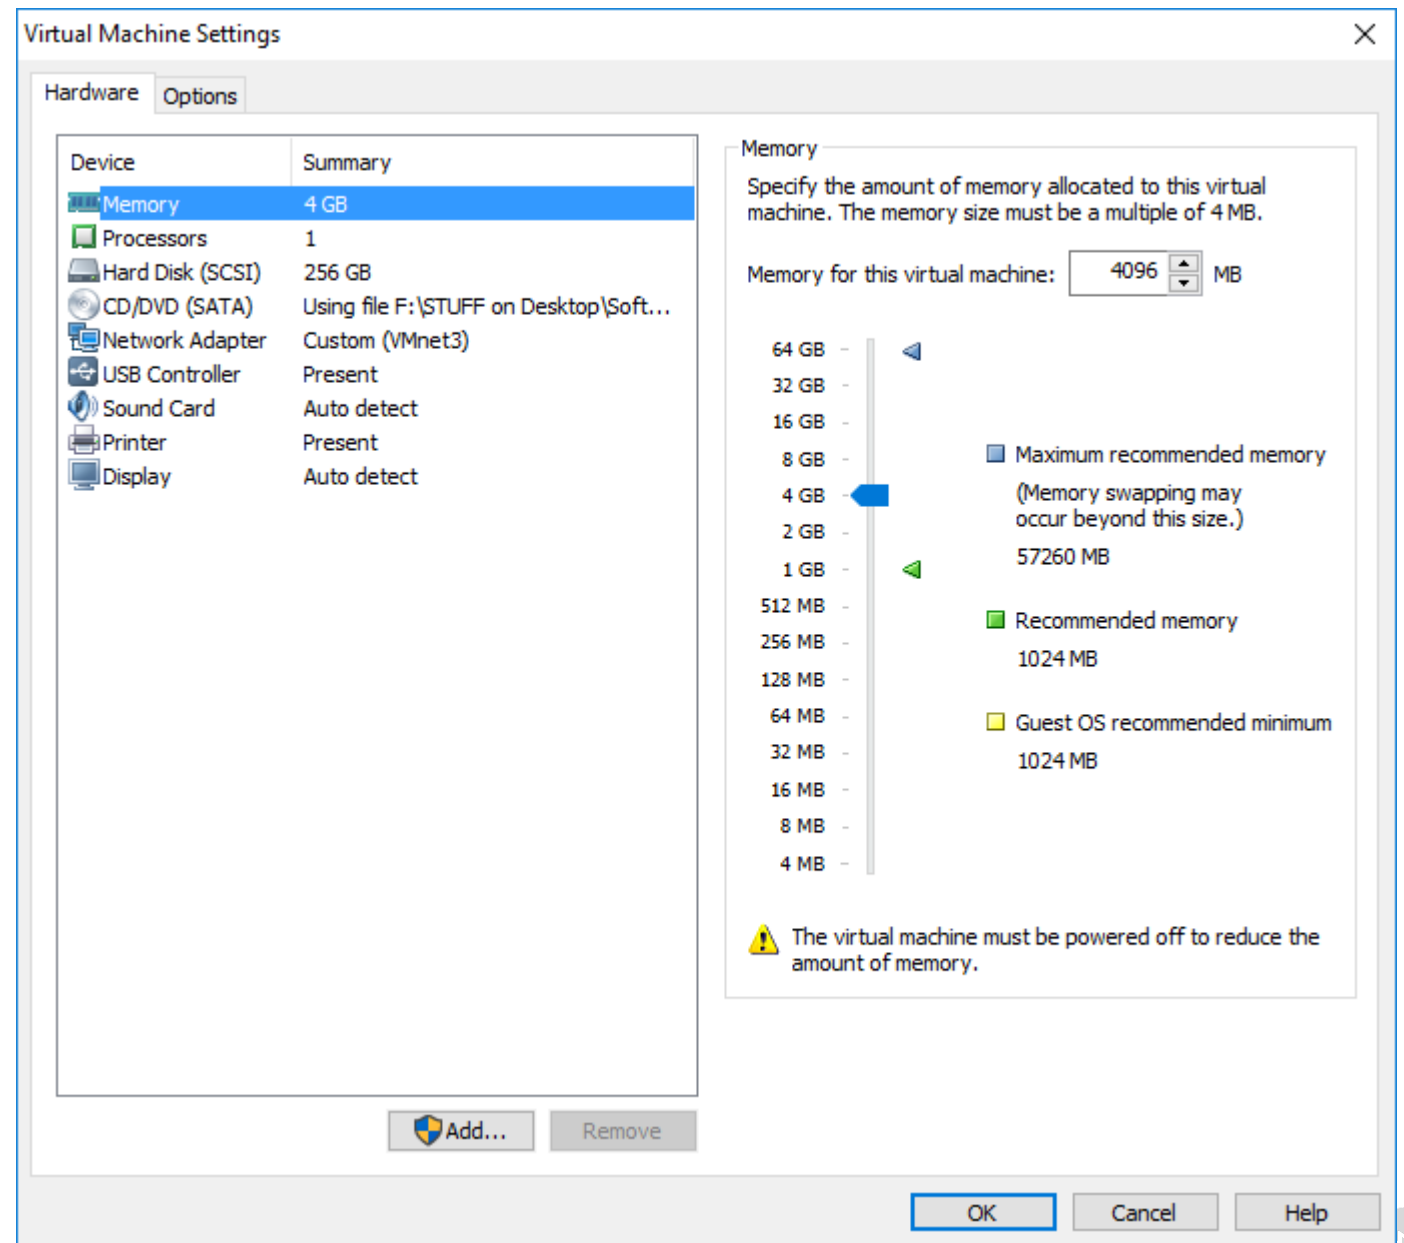 Virtual Machine Settings
Hardware Options
Device Summary
Memory 4 GB
Processors 1
Hard Disk (SCSI) 256 GB
CD/DVD (SATA) Using file F:\STUFF on Desktop\Soft...
Network Adapter Custom (VMnet3)
USB Controller Present
Sound Card Auto detect
Printer Present
Display Auto detect
Add... Remove
Memory
Specify the amount of memory allocated to this virtual
machine. The memory size must be a multiple of 4 MB.
Memory for this virtual machine: 4096 MB
64 GB
32 GB
16 GB
8 GB
4 GB
2 GB
1 GB
512 MB
256 MB
128 MB
64 MB
32 MB
16 MB
8 MB
4 MB
Maximum recommended memory
(Memory swapping may
occur beyond this size.)
57260 MB
Recommended memory
1024 MB
Guest OS recommended minimum
1024 MB
The virtual machine must be powered off to reduce the
amount of memory.
OK Cancel Help